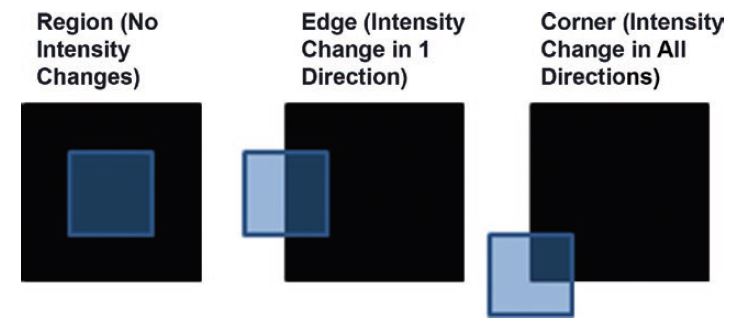 Region (No
Intensity
Changes)
Edge (Intensity
Change in 1
Direction)
Corner (Intensity
Change in All
Directions)